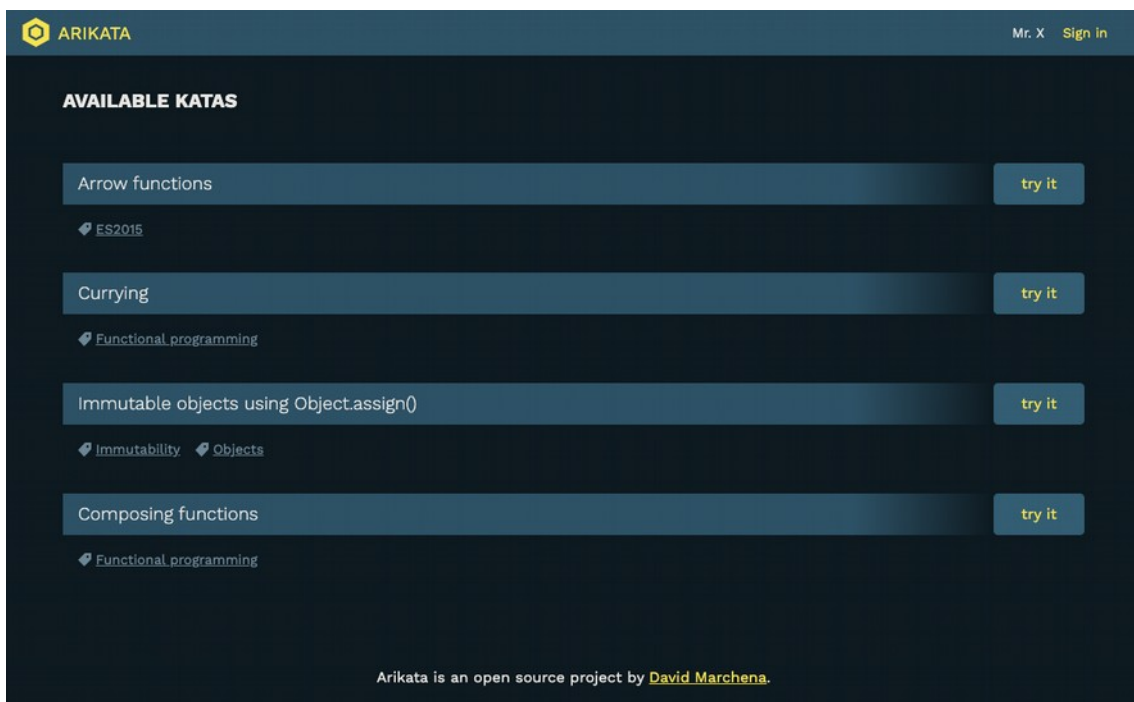 ARIKATA
Mr. X Sign in
AVAILABLE KATAS
Arrow functions try it
ES2015
Currying try it
Functional programming
Immutable objects using Object.assign() try it
Immutability Objects
Composing functions try it
Functional programming
Arikata is an open source project by David Marchena.